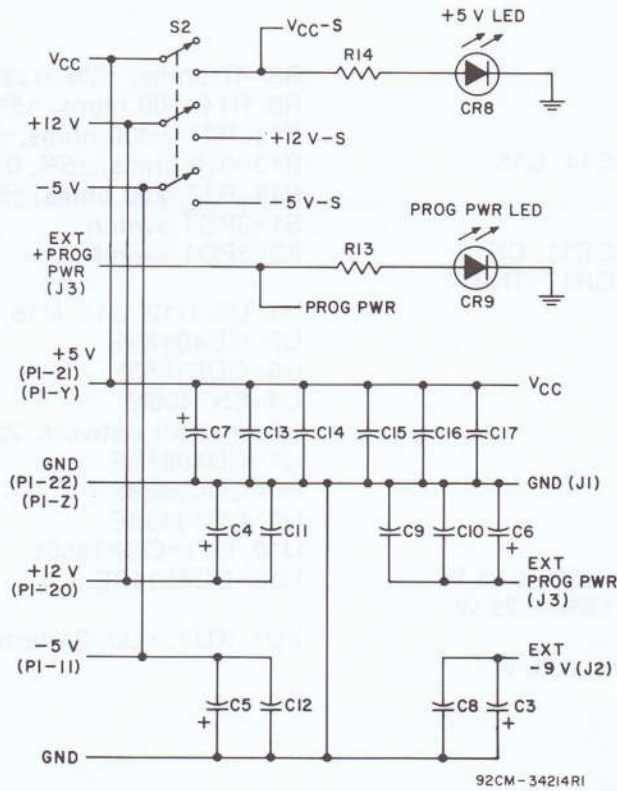 S2
VCC-S
+5 V LED
VCC
R14
CR8
+12 V
+12 V-S
-5 V
-5 V-S
PROG PWR LED
EXT
+PROG
PWR
(J3)
R13
CR9
PROG PWR
+5 V
(P1-21)
(P1-Y)
VCC
+
C7
C13
C14
C15
C16
C17
GND
(P1-22)
(P1-Z)
GND (J1)
C4
C11
C9
C10
C6
+
+
+12 V
(P1-20)
EXT
PROG PWR
(J3)
-5 V
(P1-11)
EXT
-9 V (J2)
C5
C12
C8
C3
+
+
GND
92CM-34214R1